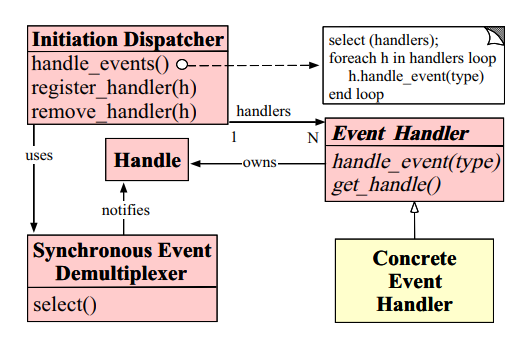 Initiation Dispatcher
handle_events()
register_handler(h)
remove_handler(h)
select (handlers);
foreach h in handlers loop
h.handle_event(type)
end loop
handlers
1
N
uses
Handle
owns
Event Handler
handle_event(type)
get_handle()
notifies
Synchronous Event
Demultiplexer
select()
Concrete
Event
Handler